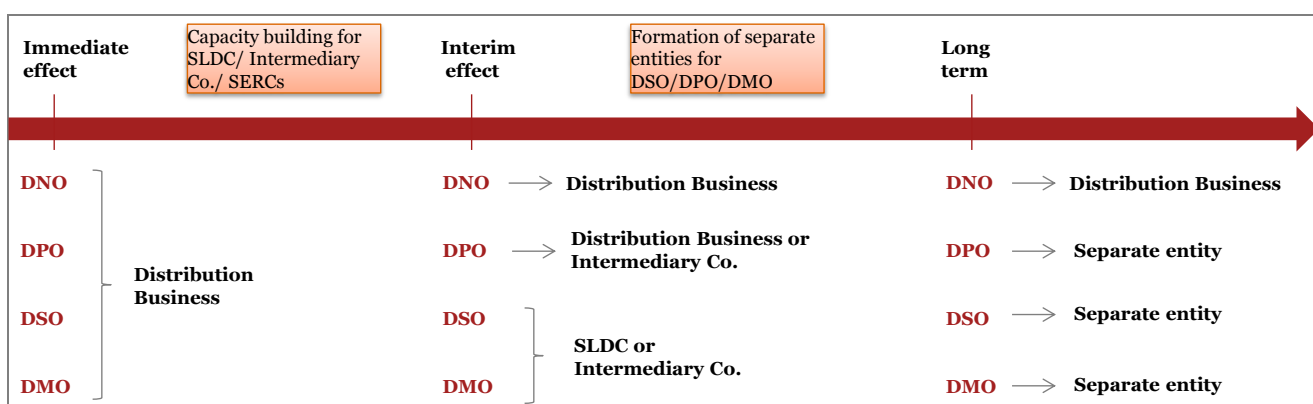 Immediate
effect
Capacity building for
SLDC/ Intermediary
Co./ SERCs
Interim
effect
Formation of separate
entities for
DSO/DPO/DMO
Long
term
DNO
DPO
DSO
DMO
Distribution
Business
DNO
Distribution Business
DPO
Distribution Business or
Intermediary Co.
DSO
DMO
SLDC or
Intermediary Co.
DNO
Distribution Business
DPO
Separate entity
DSO
Separate entity
DMO
Separate entity